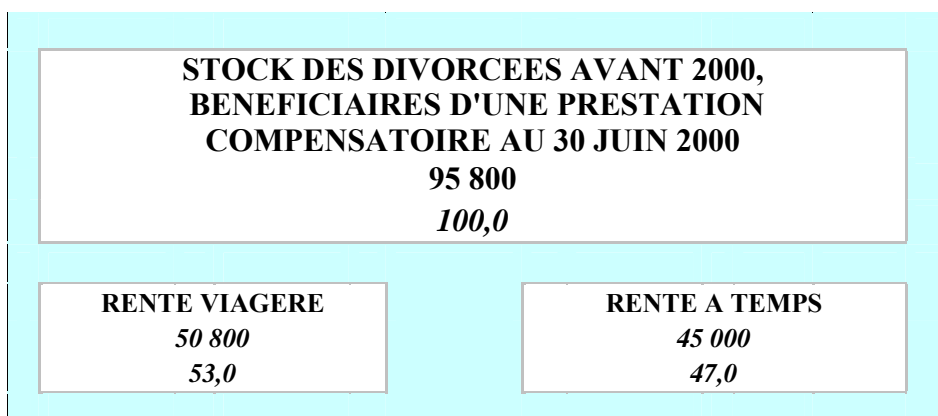 STOCK DES DIVORCEES AVANT 2000,
BENEFICIAIRES D'UNE PRESTATION
COMPENSATOIRE AU 30 JUIN 2000
95 800
100,0
RENTE VIAGERE
50 800
53,0
RENTE A TEMPS
45 000
47,0